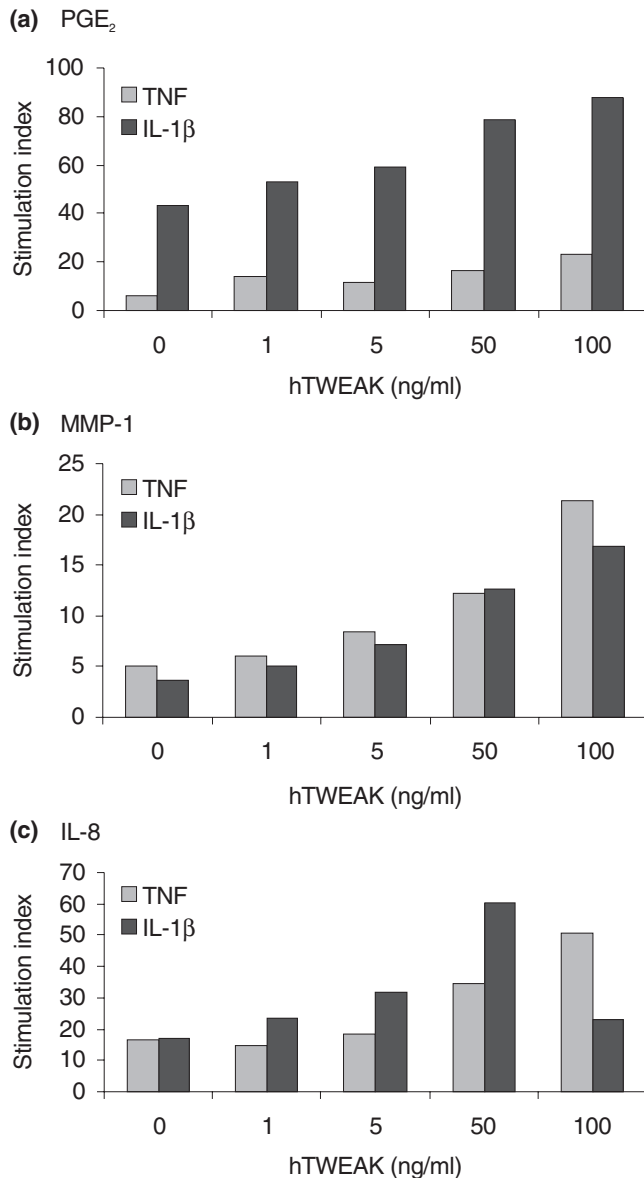 (a) PGE₂
100
80
60
40
20
0
Stimulation index
TNF
IL-1β
0 1 5 50 100
hTWEAK (ng/ml)
(b) MMP-1
25
20
15
10
5
0
Stimulation index
TNF
IL-1β
0 1 5 50 100
hTWEAK (ng/ml)
(c) IL-8
70
60
50
40
30
20
10
0
Stimulation index
TNF
IL-1β
0 1 5 50 100
hTWEAK (ng/ml)